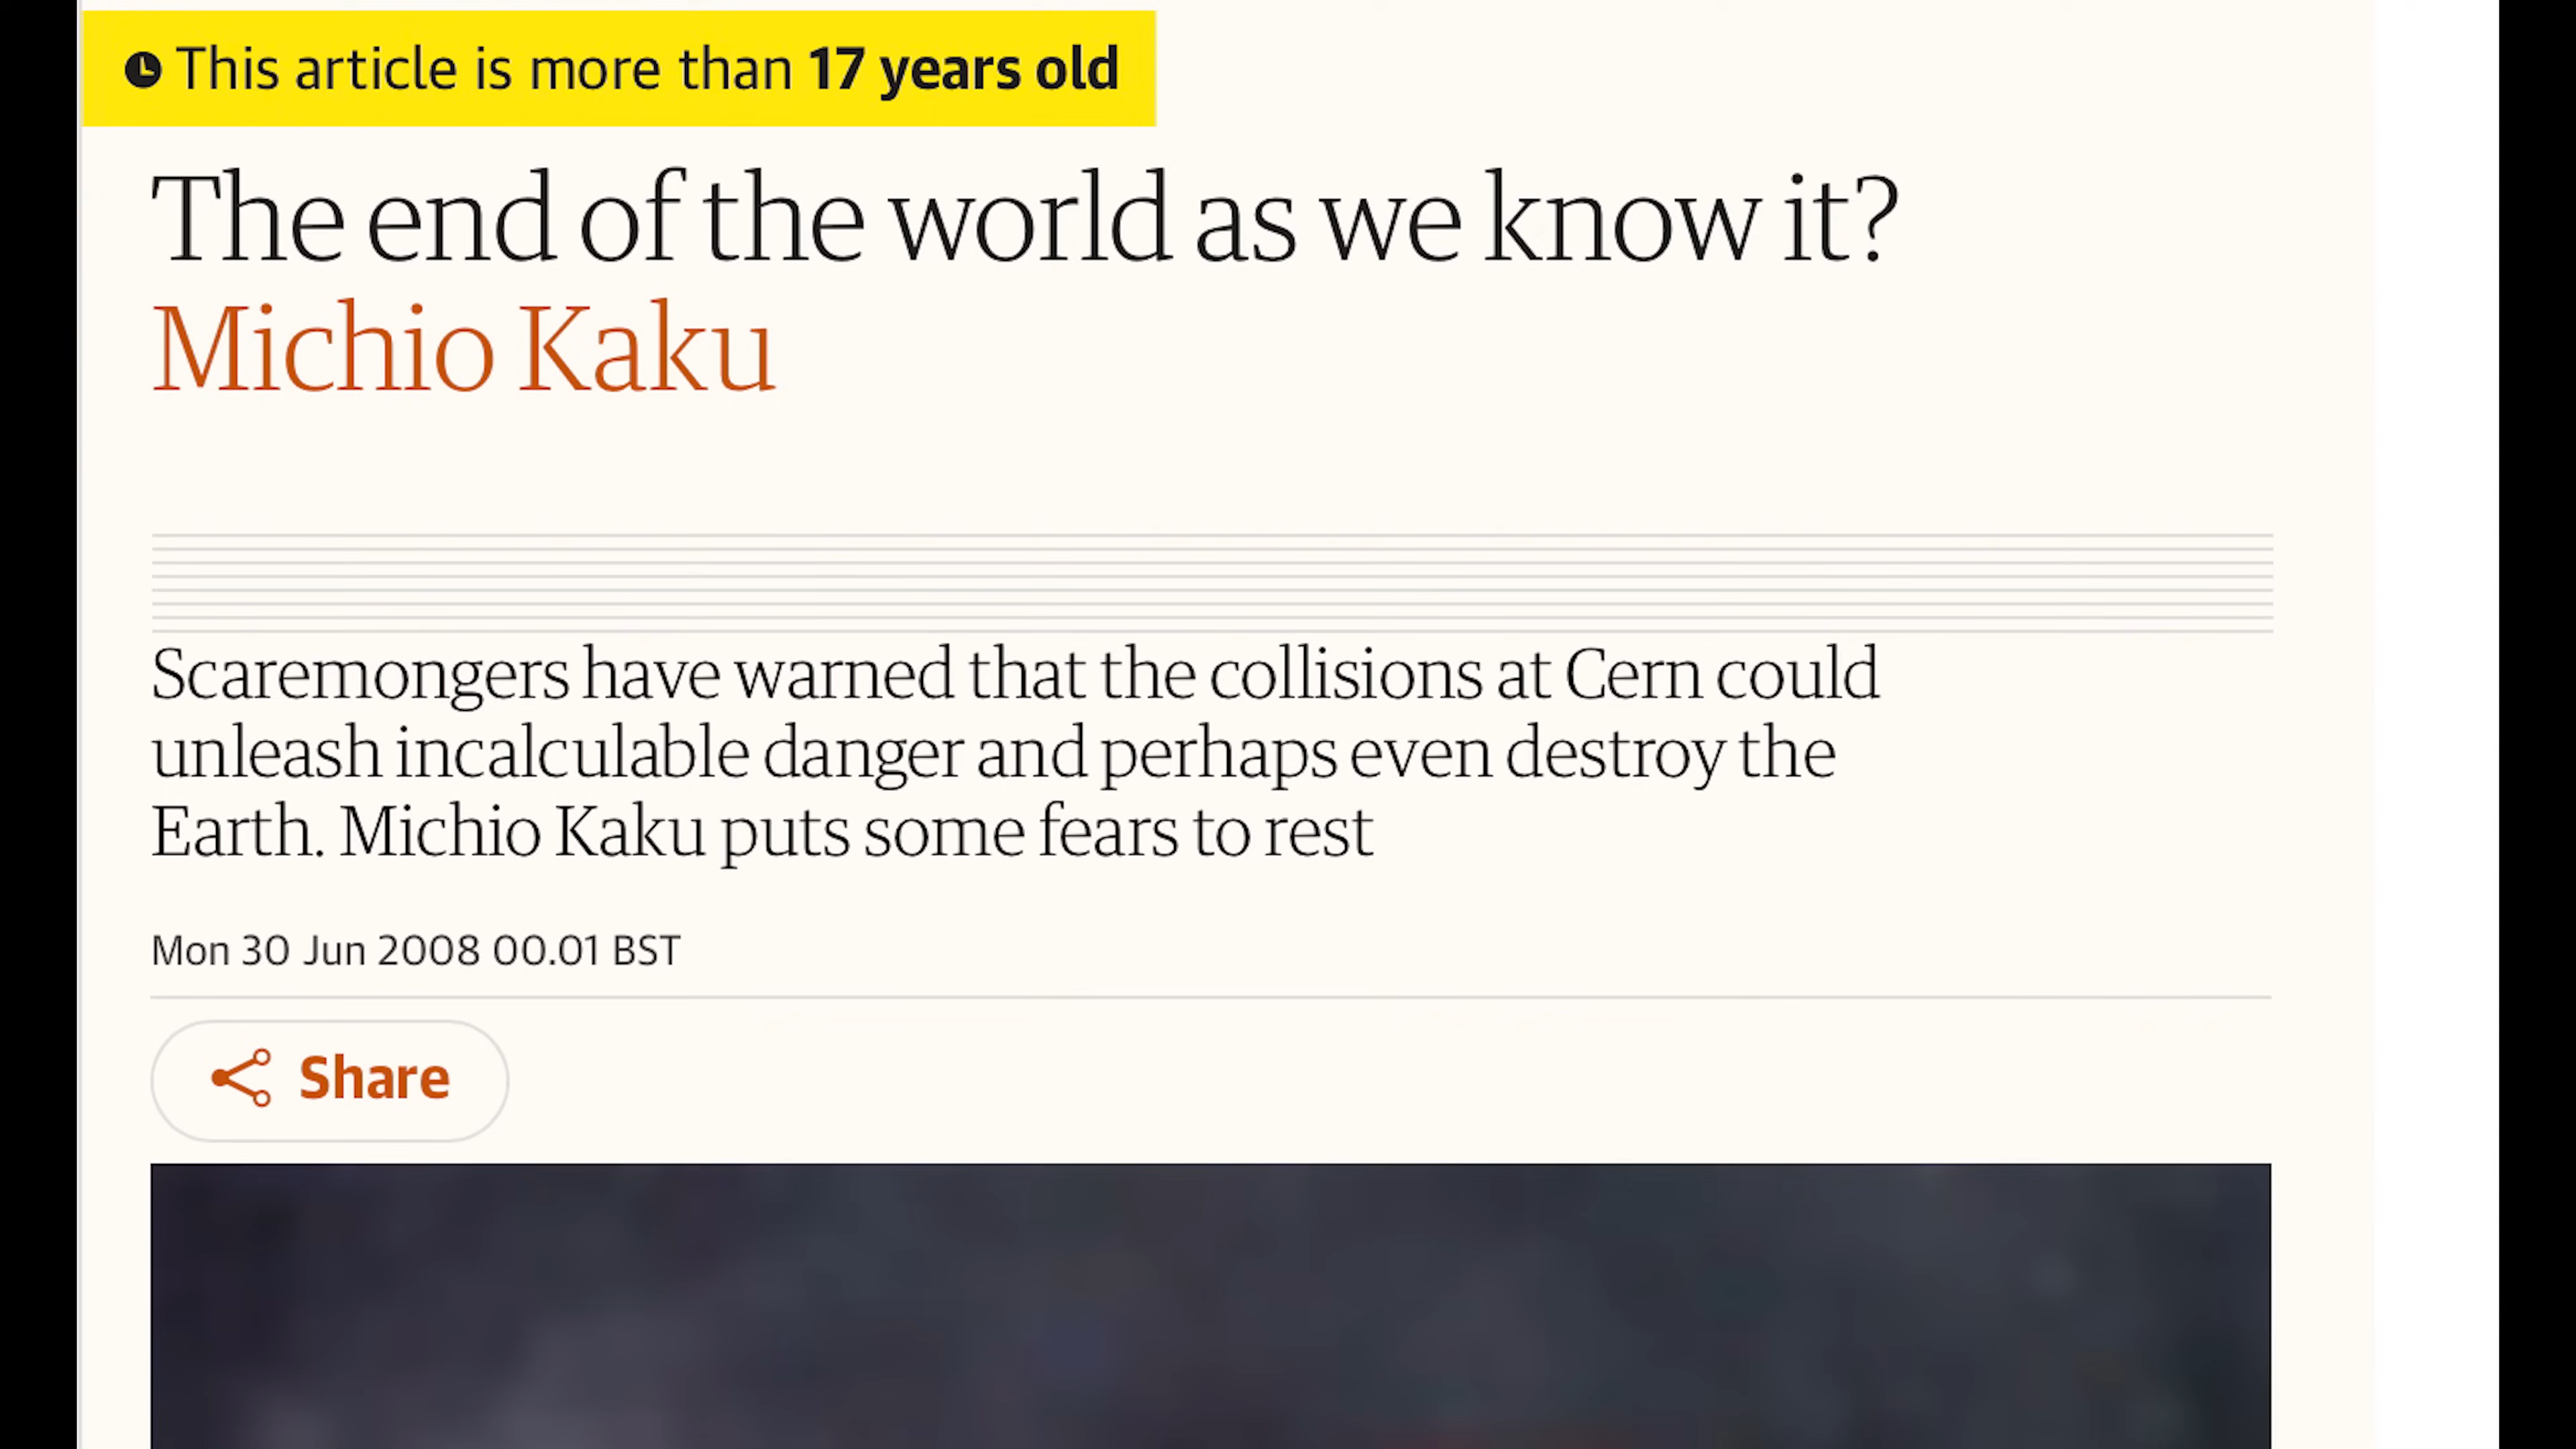 This article is more than 17 years old
The end of the world as we know it?
Michio Kaku
Scaremongers have warned that the collisions at Cern could
unleash incalculable danger and perhaps even destroy the
Earth. Michio Kaku puts some fears to rest
Mon 30 Jun 2008 00.01 BST
Share